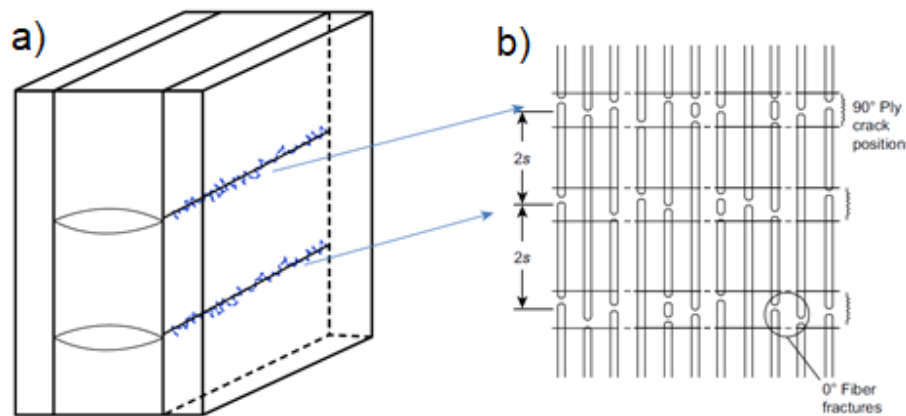 a)
b)
90° Ply
crack
position
2s
2s
0° Fiber
fractures